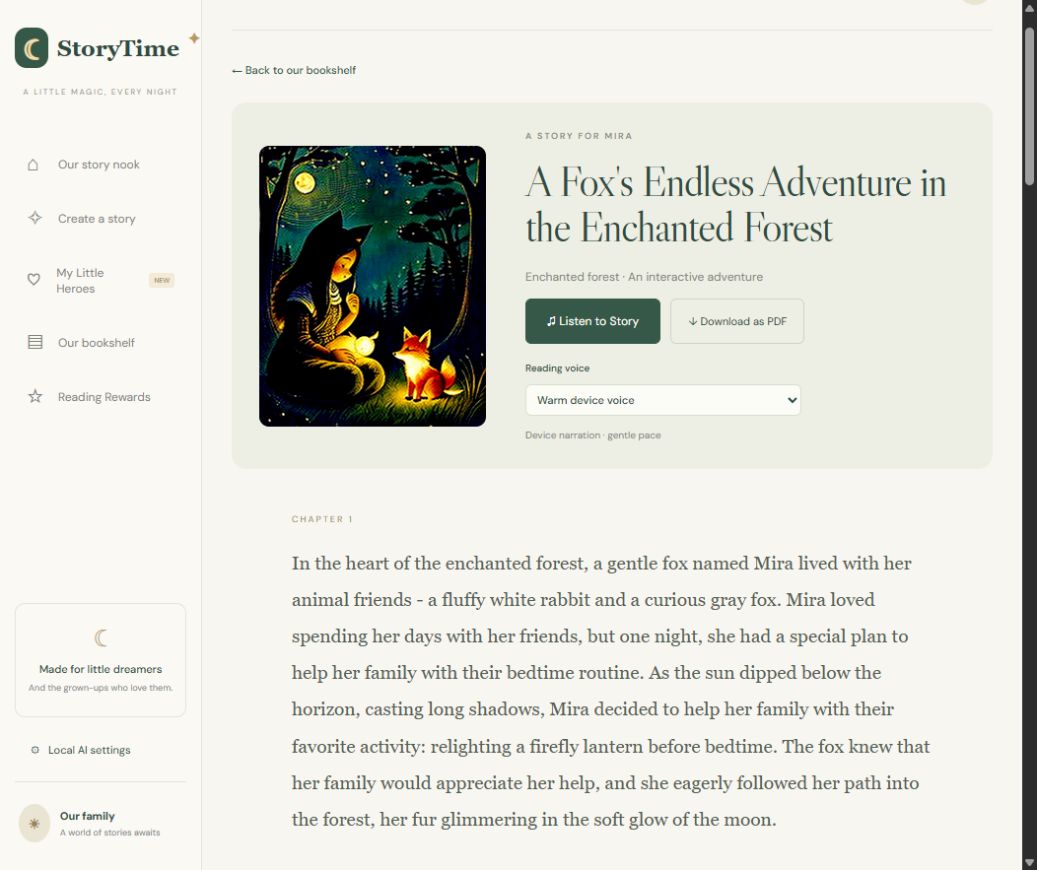 StoryTime
A LITTLE MAGIC, EVERY NIGHT
Our story nook
Create a story
My Little
Heroes
NEW
Our bookshelf
Reading Rewards
Made for little dreamers
And the grown-ups who love them.
Local AI settings
Our family
A world of stories awaits
← Back to our bookshelf
A STORY FOR MIRA
A Fox's Endless Adventure in
the Enchanted Forest
Enchanted forest · An interactive adventure
♫ Listen to Story
↓ Download as PDF
Reading voice
Warm device voice
Device narration · gentle pace
CHAPTER 1
In the heart of the enchanted forest, a gentle fox named Mira lived with her
animal friends - a fluffy white rabbit and a curious gray fox. Mira loved
spending her days with her friends, but one night, she had a special plan to
help her family with their bedtime routine. As the sun dipped below the
horizon, casting long shadows, Mira decided to help her family with their
favorite activity: relighting a firefly lantern before bedtime. The fox knew that
her family would appreciate her help, and she eagerly followed her path into
the forest, her fur glimmering in the soft glow of the moon.